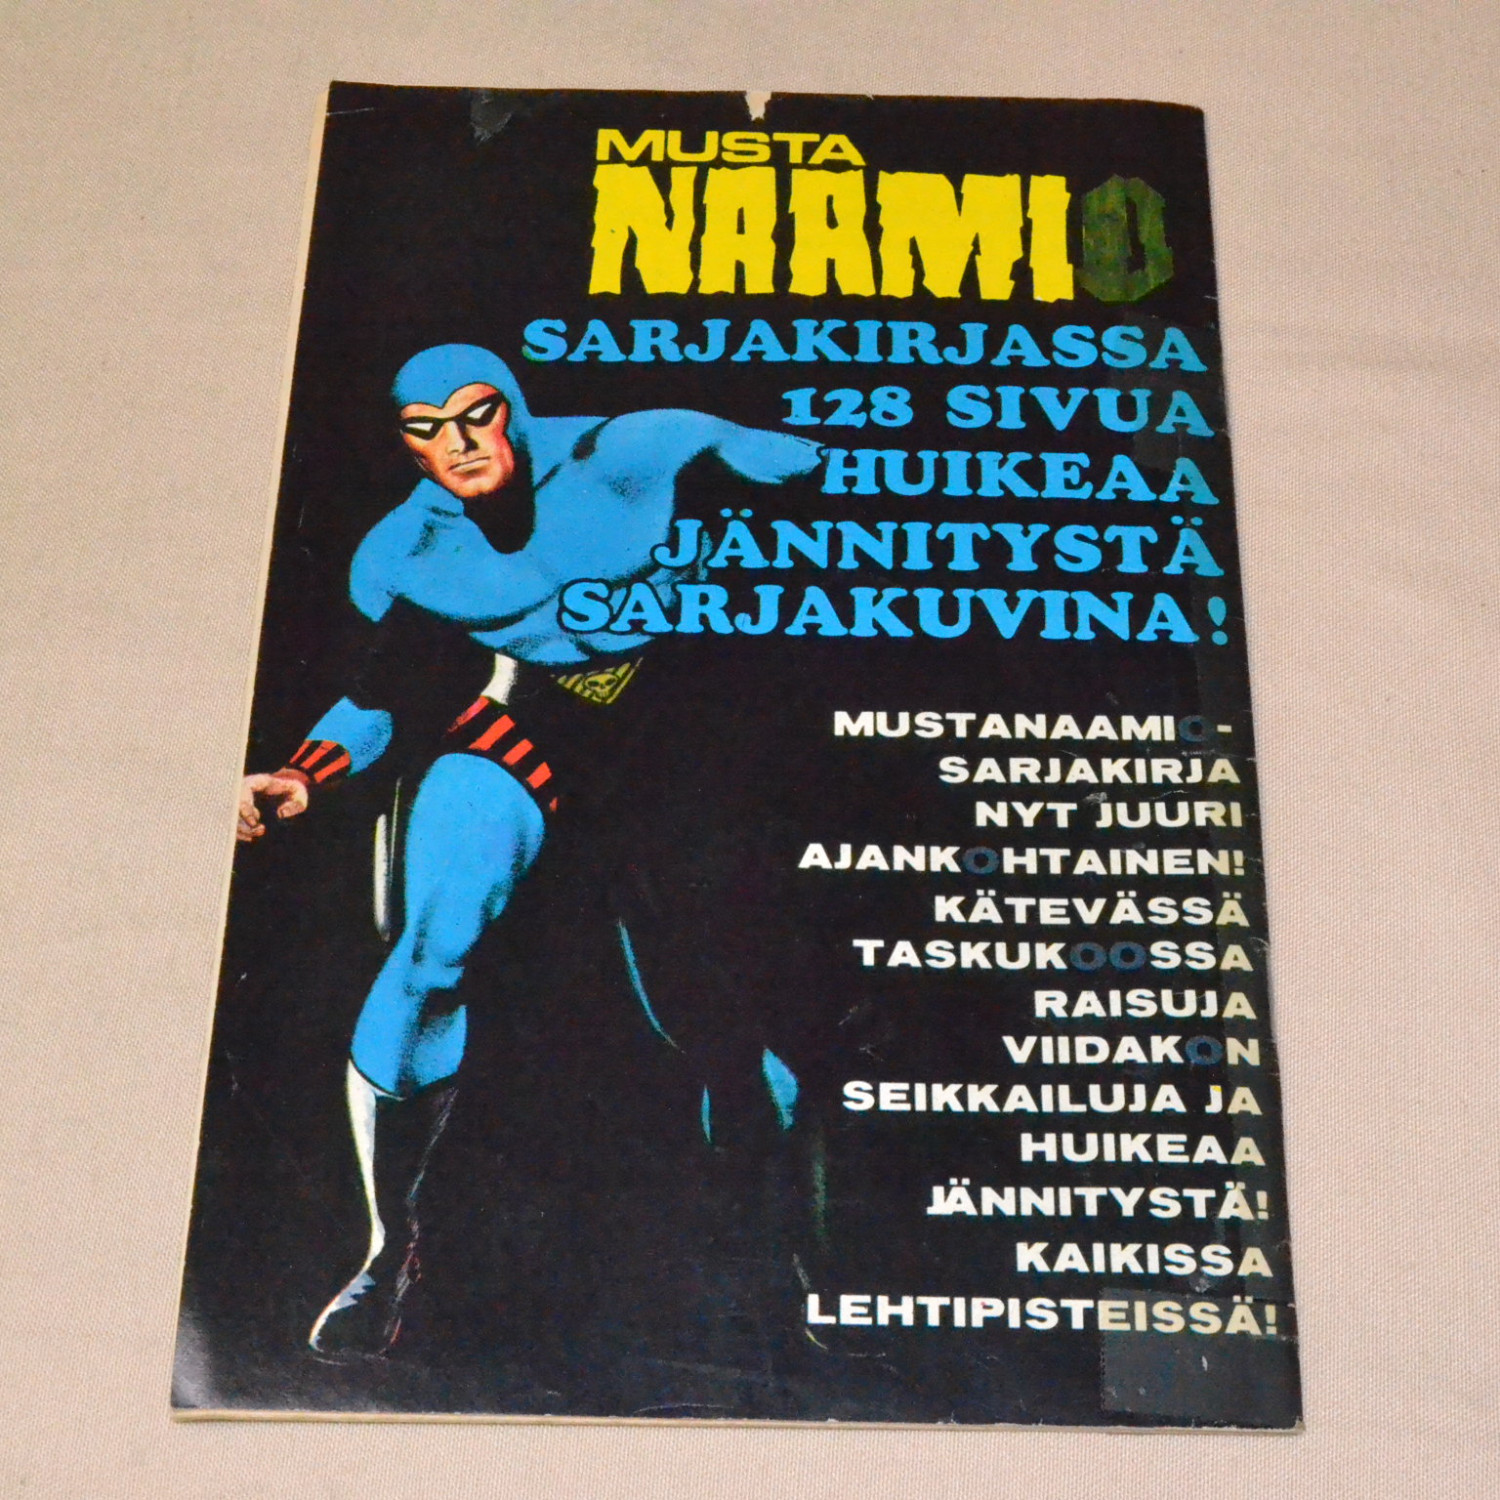 MUSTA
NAAMIO
SARJAKIRJASSA
128 SIVUA
HUIKEAA
JÄNNITYSTÄ
SARJAKUVINA!
MUSTANAAMIO-
SARJAKIRJA
NYT JUURI
AJANKOHTAINEN!
KÄTEVÄSSÄ
TASKUKOOSSA
RAISUJA
VIIDAKON
SEIKKAILUJA JA
HUIKEAA
JÄNNITYSTÄ!
KAIKISSA
LEHTIPISTEISSÄ!